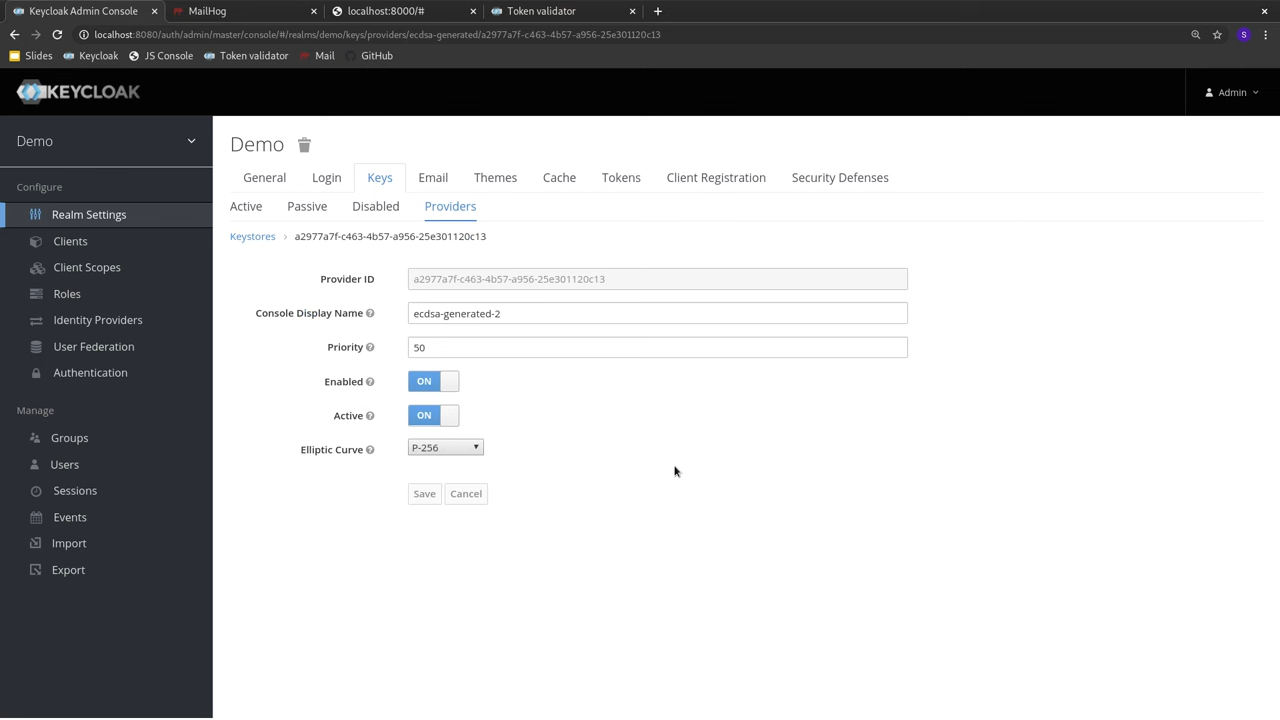 Keycloak Admin Console
MailHog
localhost:8000/#
Token validator
localhost:8080/auth/admin/master/console/#/realms/demo/keys/providers/ecdsa-generated/a2977a7f-c463-4b57-a956-25e301120c13
S
Slides
Keycloak
JS Console
Token validator
Mail
GitHub
KEYCLOAK
Admin
Demo
Configure
Realm Settings
Clients
Client Scopes
Roles
Identity Providers
User Federation
Authentication
Manage
Groups
Users
Sessions
Events
Import
Export
Demo
General
Login
Keys
Email
Themes
Cache
Tokens
Client Registration
Security Defenses
Active
Passive
Disabled
Providers
Keystores › a2977a7f-c463-4b57-a956-25e301120c13
Provider ID
a2977a7f-c463-4b57-a956-25e301120c13
Console Display Name
ecdsa-generated-2
Priority
50
Enabled
ON
Active
ON
Elliptic Curve
P-256
Save
Cancel